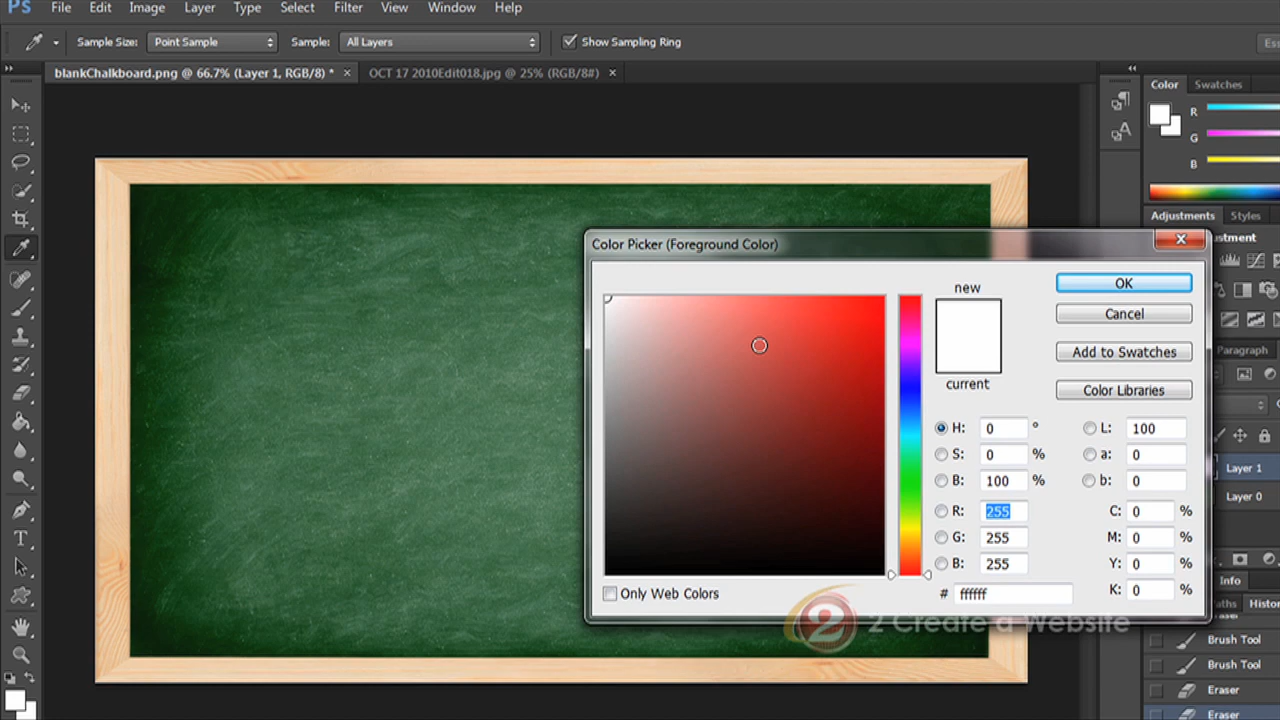 Ps File Edit Image Layer Type Select Filter View Window Help
Sample Size: Point Sample Sample: All Layers Show Sampling Ring
blankChalkboard.png @ 66.7% (Layer 1, RGB/8) * × OCT 17 2010Edit018.jpg @ 25% (RGB/8#) ×
Color Swatches
R
G
B
Adjustments Styles
ustment
Paragraph
Layer 1
Layer 0
Info
aths Histor
Brush Tool
Brush Tool
Eraser
Eraser
Color Picker (Foreground Color)
new
current
OK
Cancel
Add to Swatches
Color Libraries
H: 0 °
S: 0 %
B: 100 %
R: 255
G: 255
B: 255
# ffffff
L: 100
a: 0
b: 0
C: 0 %
M: 0 %
Y: 0 %
K: 0 %
Only Web Colors
2 2 Create a Website